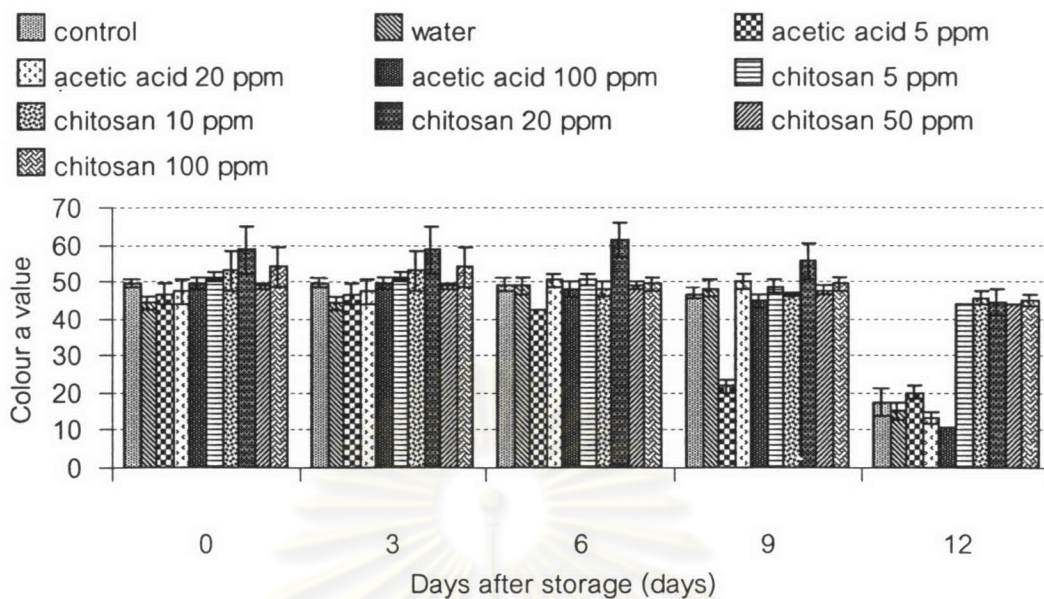 control water acetic acid 5 ppm
acetic acid 20 ppm acetic acid 100 ppm chitosan 5 ppm
chitosan 10 ppm chitosan 20 ppm chitosan 50 ppm
chitosan 100 ppm
70
60
50
40
30
20
10
0
Colour a value
0 3 6 9 12
Days after storage (days)